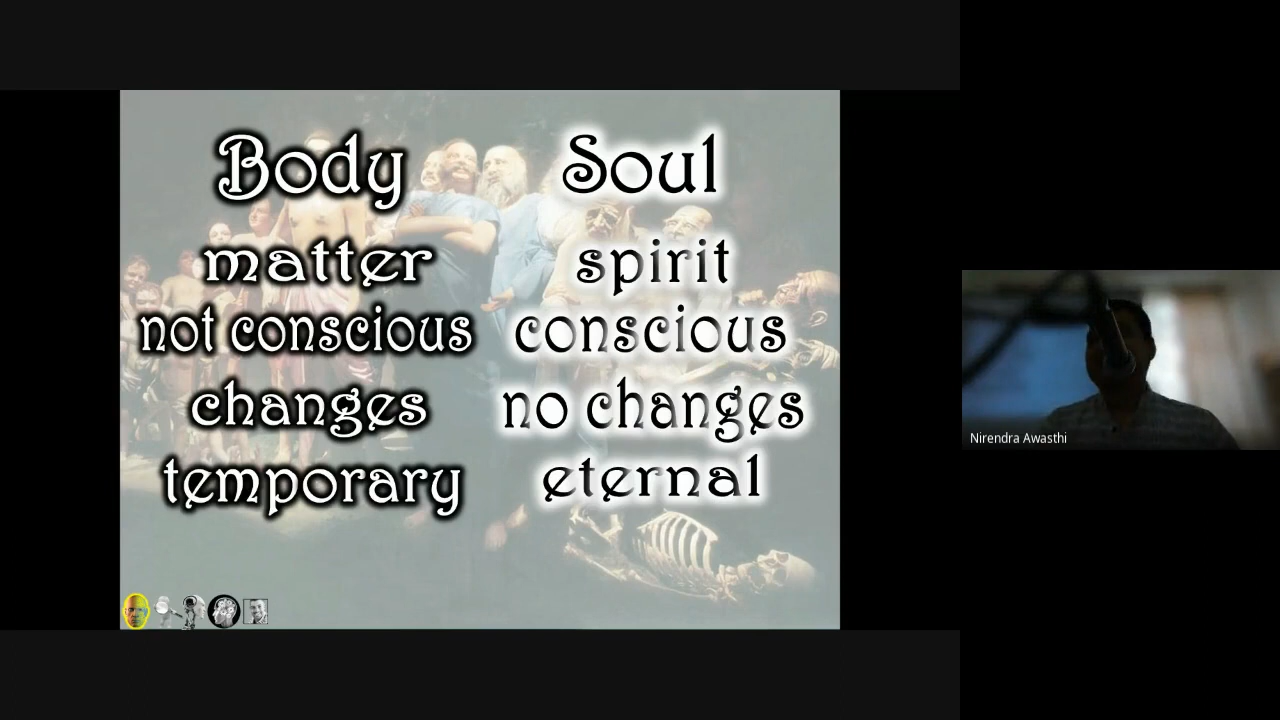 Body Soul
matter spirit
not conscious conscious
changes no changes
temporary eternal
Nirendra Awasthi